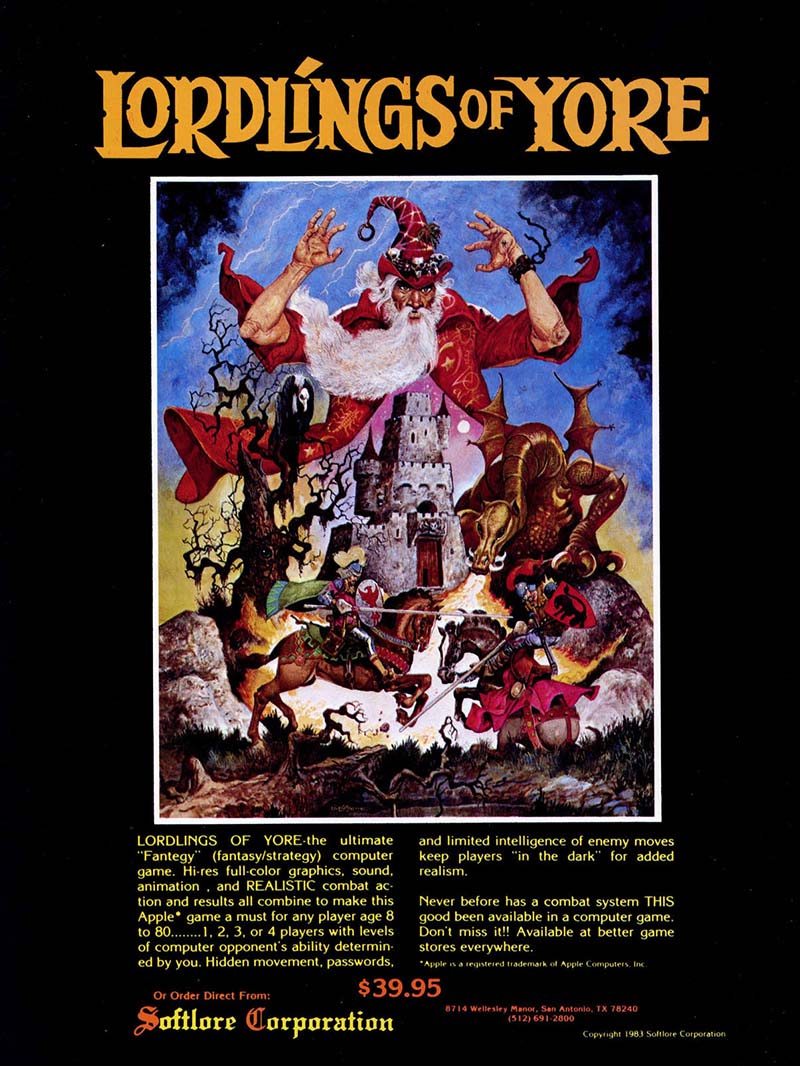 LORDLINGS OF YORE
LORDLINGS OF YORE-the ultimate
"Fantegy" (fantasy/strategy) computer
game. Hi-res full-color graphics, sound,
animation , and REALISTIC combat ac-
tion and results all combine to make this
Apple* game a must for any player age 8
to 80........1, 2, 3, or 4 players with levels
of computer opponent's ability determin-
ed by you. Hidden movement, passwords,
and limited intelligence of enemy moves
keep players "in the dark" for added
realism.
Never before has a combat system THIS
good been available in a computer game.
Don't miss it!! Available at better game
stores everywhere.
*Apple is a registered trademark of Apple Computers, Inc.
$39.95
Or Order Direct From:
Softlore Corporation
8714 Wellesley Manor, San Antonio, TX 78240
(512) 691-2800
Copyright 1983 Softlore Corporation